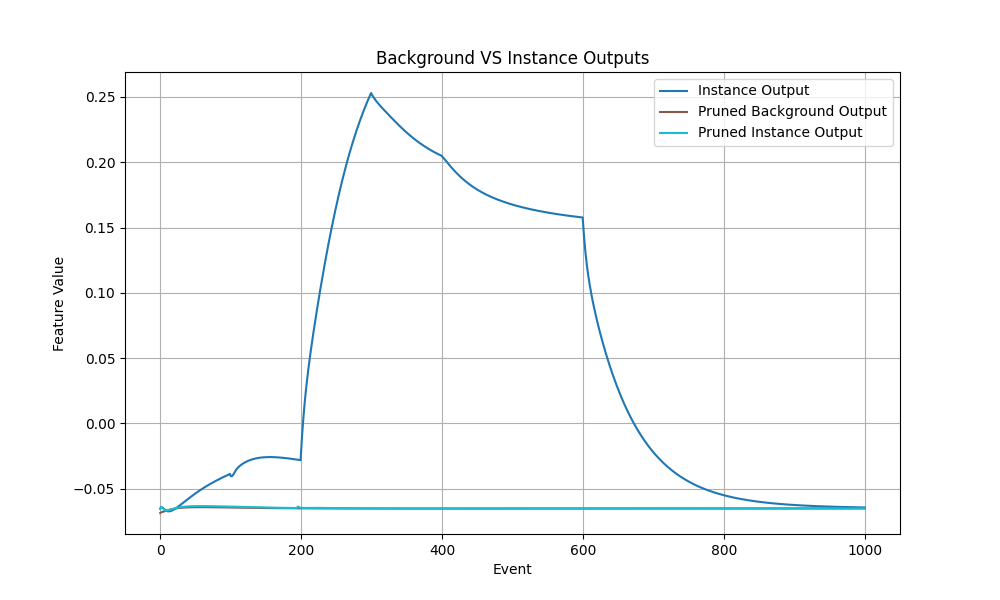 Background VS Instance Outputs
Instance Output
Pruned Background Output
Pruned Instance Output
Feature Value
0.25
0.20
0.15
0.10
0.05
0.00
−0.05
0
200
400
600
800
1000
Event